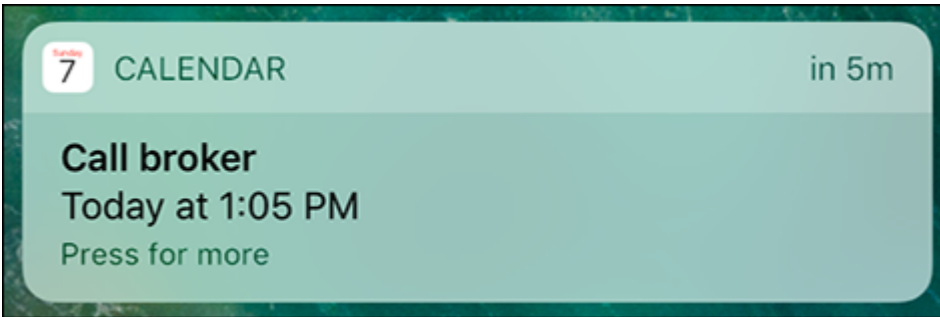 Sunday
7 CALENDAR in 5m
Call broker
Today at 1:05 PM
Press for more